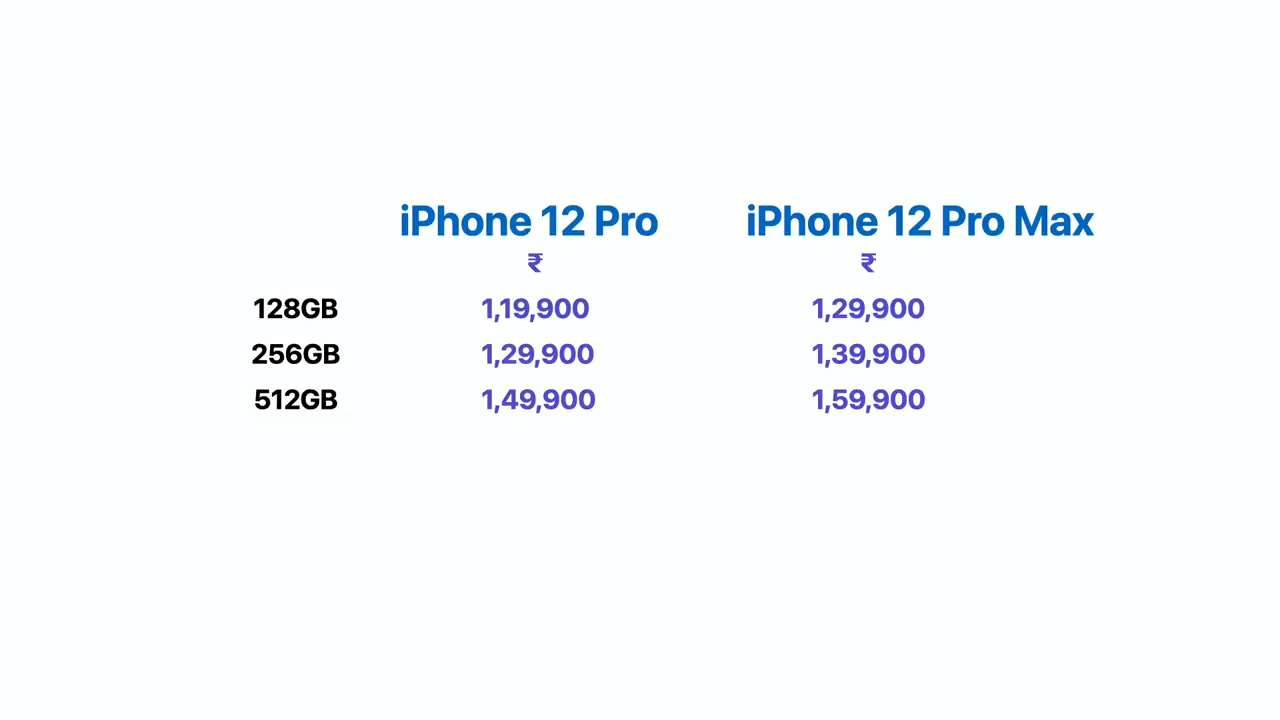 iPhone 12 Pro iPhone 12 Pro Max
₹ ₹
128GB 1,19,900 1,29,900
256GB 1,29,900 1,39,900
512GB 1,49,900 1,59,900